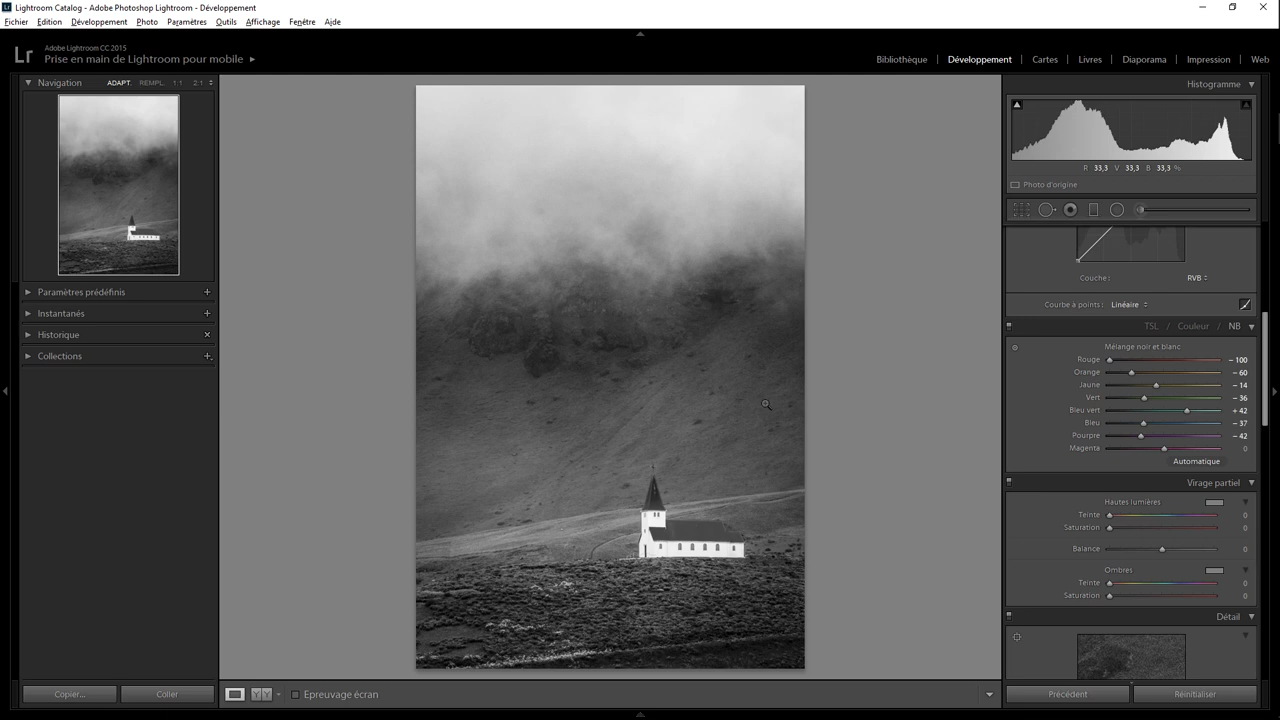 Lightroom Catalog - Adobe Photoshop Lightroom - Développement
Fichier Edition Développement Photo Paramètres Outils Affichage Fenêtre Aide
Lr
Adobe Lightroom CC 2015
Prise en main de Lightroom pour mobile
Bibliothèque | Développement | Cartes | Livres | Diaporama | Impression | Web
Navigation ADAPT. REMPL. 1:1 2:1
Paramètres prédéfinis
Instantanés
Historique
Collections
Copier... Coller
Epreuvage écran
Histogramme
R 33,3 V 33,3 B 33,3 %
Photo d'origine
Couche : RVB
Courbe à points : Linéaire
TSL / Couleur / NB
Mélange noir et blanc
Rouge - 100
Orange - 60
Jaune - 14
Vert - 36
Bleu vert + 42
Bleu - 37
Pourpre - 42
Magenta 0
Automatique
Virage partiel
Hautes lumières
Teinte 0
Saturation 0
Balance 0
Ombres
Teinte 0
Saturation 0
Détail
Précédent Réinitialiser